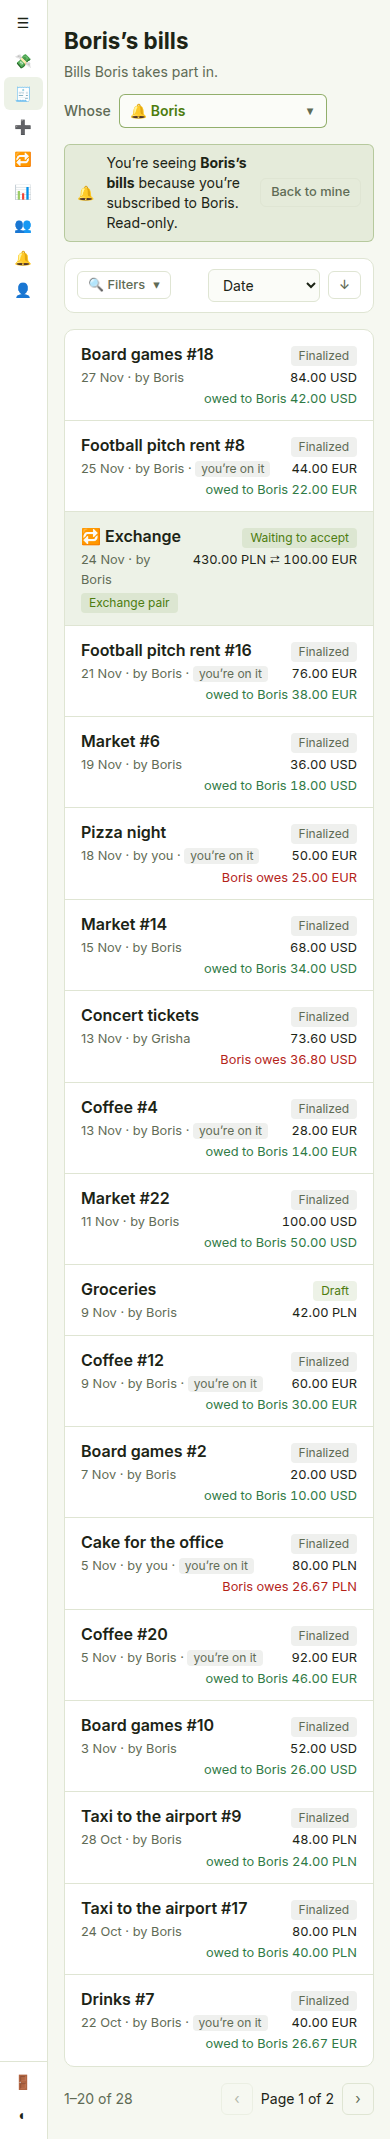 Boris’s bills
Bills Boris takes part in.
Whose 🔔 Boris ▾
You’re seeing Boris’s
bills because you’re
subscribed to Boris.
Read-only.
Back to mine
🔍 Filters ▾
Date
↓
Board games #18 Finalized
27 Nov · by Boris 84.00 USD
owed to Boris 42.00 USD
Football pitch rent #8 Finalized
25 Nov · by Boris · you’re on it 44.00 EUR
owed to Boris 22.00 EUR
🔁 Exchange Waiting to accept
24 Nov · by 430.00 PLN ⇄ 100.00 EUR
Boris
Exchange pair
Football pitch rent #16 Finalized
21 Nov · by Boris · you’re on it 76.00 EUR
owed to Boris 38.00 EUR
Market #6 Finalized
19 Nov · by Boris 36.00 USD
owed to Boris 18.00 USD
Pizza night Finalized
18 Nov · by you · you’re on it 50.00 EUR
Boris owes 25.00 EUR
Market #14 Finalized
15 Nov · by Boris 68.00 USD
owed to Boris 34.00 USD
Concert tickets Finalized
13 Nov · by Grisha 73.60 USD
Boris owes 36.80 USD
Coffee #4 Finalized
13 Nov · by Boris · you’re on it 28.00 EUR
owed to Boris 14.00 EUR
Market #22 Finalized
11 Nov · by Boris 100.00 USD
owed to Boris 50.00 USD
Groceries Draft
9 Nov · by Boris 42.00 PLN
Coffee #12 Finalized
9 Nov · by Boris · you’re on it 60.00 EUR
owed to Boris 30.00 EUR
Board games #2 Finalized
7 Nov · by Boris 20.00 USD
owed to Boris 10.00 USD
Cake for the office Finalized
5 Nov · by you · you’re on it 80.00 PLN
Boris owes 26.67 PLN
Coffee #20 Finalized
5 Nov · by Boris · you’re on it 92.00 EUR
owed to Boris 46.00 EUR
Board games #10 Finalized
3 Nov · by Boris 52.00 USD
owed to Boris 26.00 USD
Taxi to the airport #9 Finalized
28 Oct · by Boris 48.00 PLN
owed to Boris 24.00 PLN
Taxi to the airport #17 Finalized
24 Oct · by Boris 80.00 PLN
owed to Boris 40.00 PLN
Drinks #7 Finalized
22 Oct · by Boris · you’re on it 40.00 EUR
owed to Boris 26.67 EUR
1–20 of 28 ‹ Page 1 of 2 ›